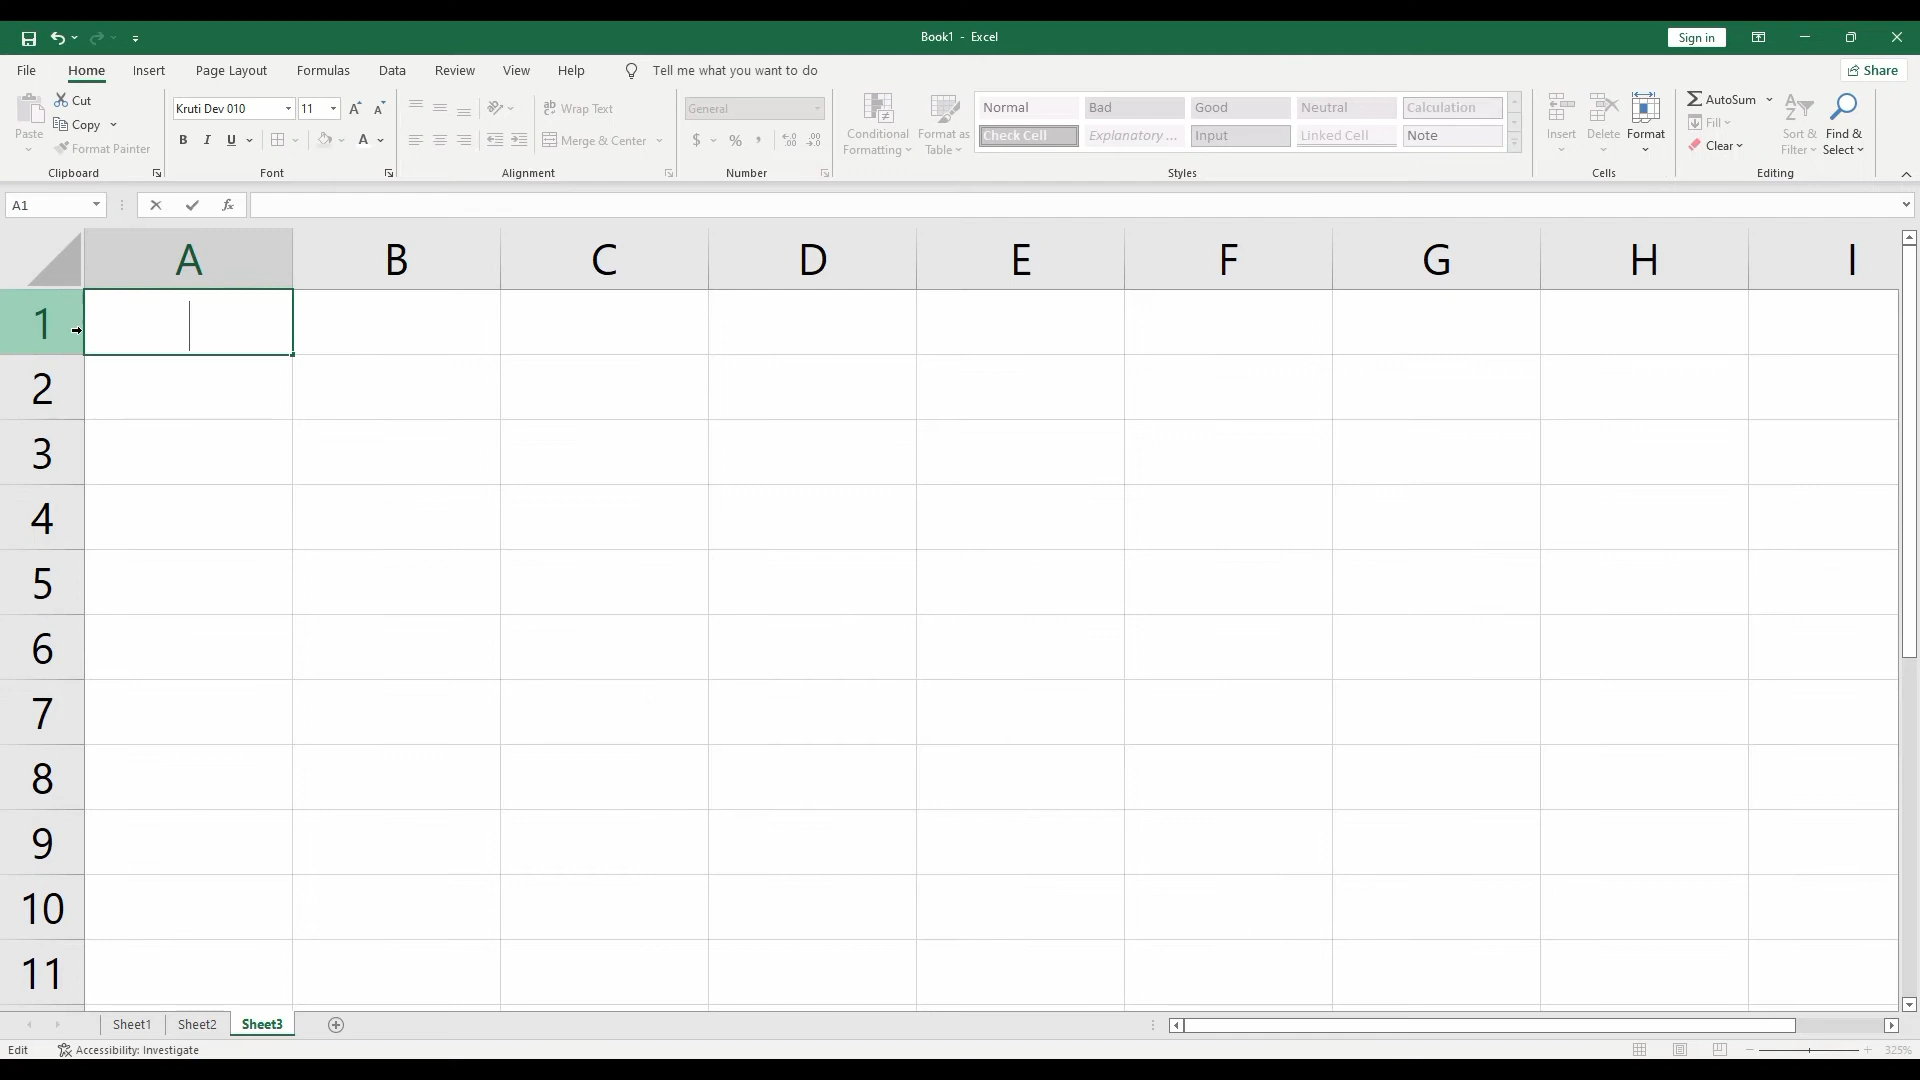 Book1 - Excel
Sign in
File Home Insert Page Layout Formulas Data Review View Help Tell me what you want to do
Share
Paste
Cut
Copy
Format Painter
Clipboard
Kruti Dev 010 11
B I U
Font
Wrap Text
Merge & Center
Alignment
General
$ % ,
Number
Conditional Formatting
Format as Table
Normal Bad Good Neutral Calculation
Check Cell Explanatory ... Input Linked Cell Note
Styles
Insert Delete Format
Cells
AutoSum
Fill
Clear
Sort & Filter
Find & Select
Editing
A1
fx
A B C D E F G H I
1
2
3
4
5
6
7
8
9
10
11
Sheet1 Sheet2 Sheet3
Edit Accessibility: Investigate
325%